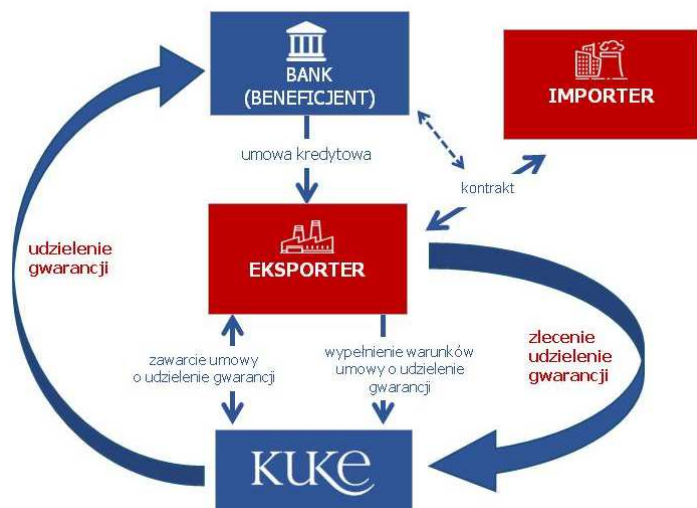 BANK
(BENEFICJENT)
IMPORTER
umowa kredytowa
kontrakt
EKSPORTER
udzielenie
gwarancji
zlecenie
udzielenie
gwarancji
zawarcie umowy
o udzielenie gwarancji
wypełnienie warunków
umowy o udzielenie
gwarancji
KUKE